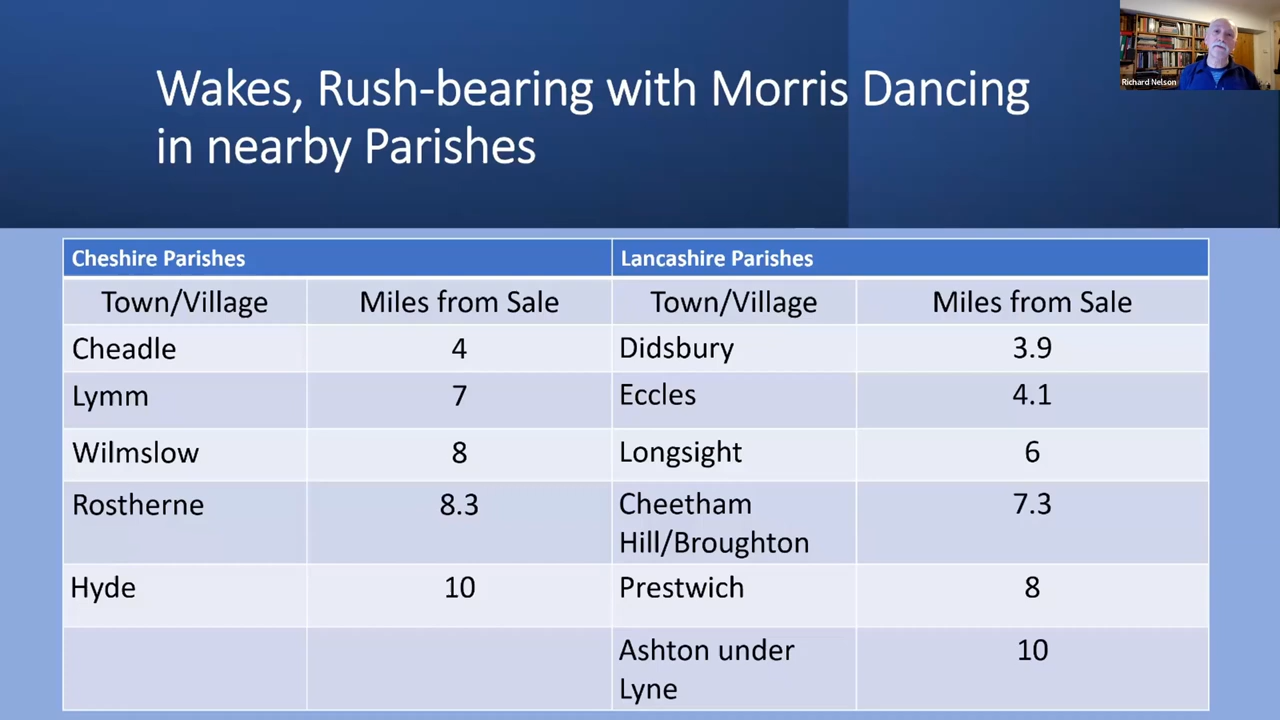 Wakes, Rush-bearing with Morris Dancing
in nearby Parishes
Richard Nelson
Cheshire Parishes Lancashire Parishes
Town/Village Miles from Sale Town/Village Miles from Sale
Cheadle 4 Didsbury 3.9
Lymm 7 Eccles 4.1
Wilmslow 8 Longsight 6
Rostherne 8.3 Cheetham 7.3
Hill/Broughton
Hyde 10 Prestwich 8
Ashton under 10
Lyne